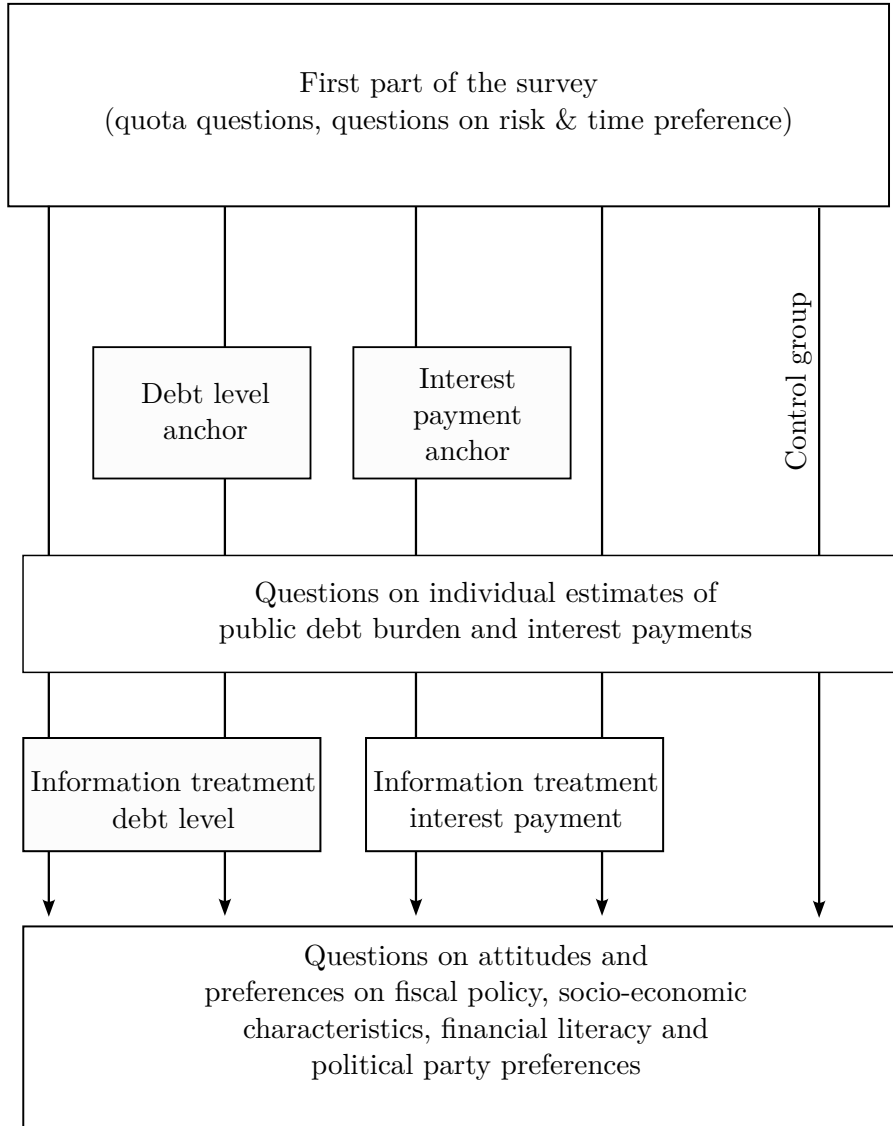 First part of the survey
(quota questions, questions on risk & time preference)
Control group
Debt level
anchor
Interest
payment
anchor
Questions on individual estimates of
public debt burden and interest payments
Information treatment
debt level
Information treatment
interest payment
Questions on attitudes and
preferences on fiscal policy, socio-economic
characteristics, financial literacy and
political party preferences